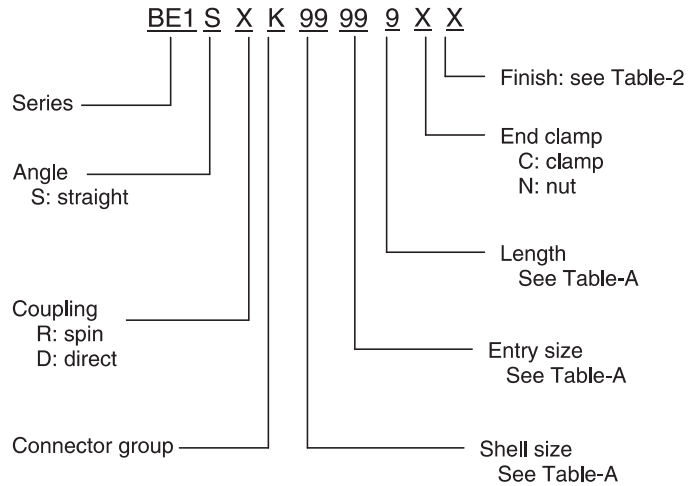 BE1 S X K 99 99 9 X X
Finish: see Table-2
Series
End clamp
C: clamp
N: nut
Angle
S: straight
Length
See Table-A
Coupling
R: spin
D: direct
Entry size
See Table-A
Connector group
Shell size
See Table-A